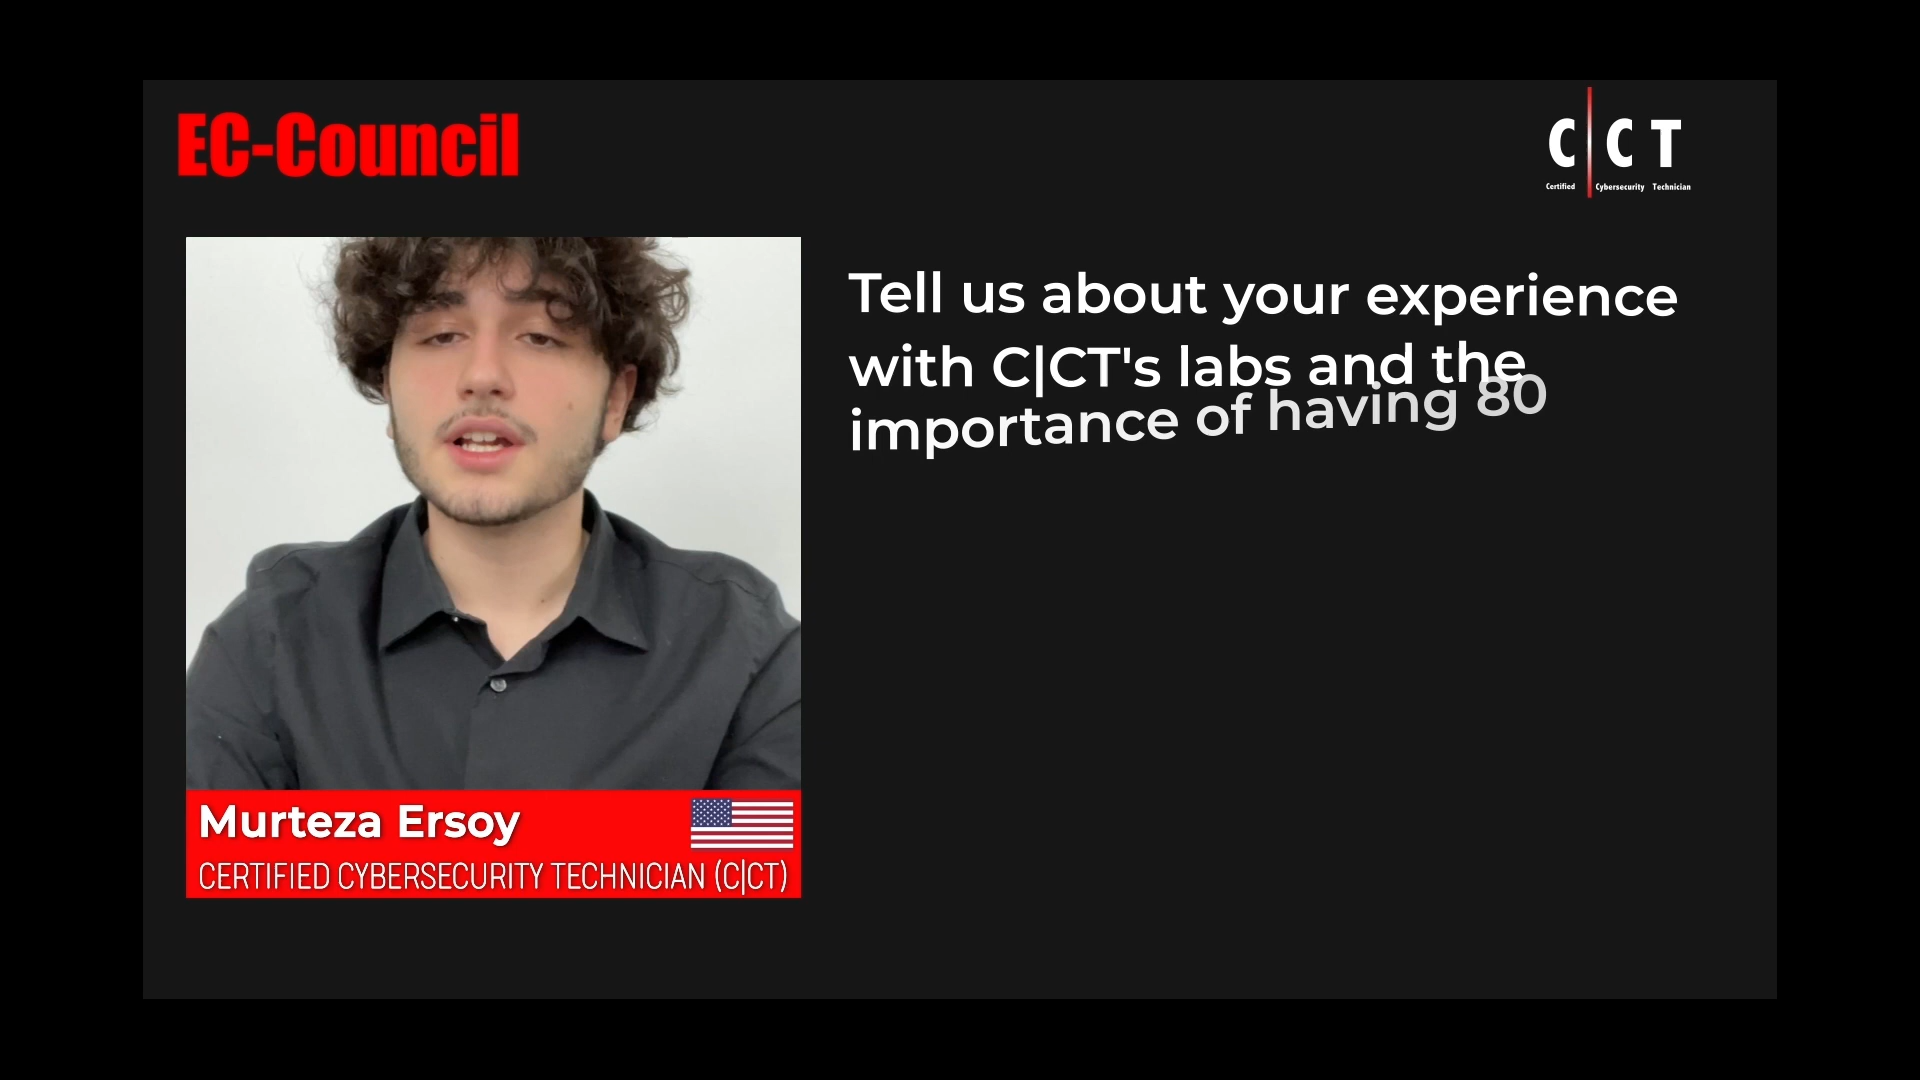 EC-Council
C|CT
Certified Cybersecurity Technician
Tell us about your experience
with C|CT's labs and the
importance of having 80
Murteza Ersoy
CERTIFIED CYBERSECURITY TECHNICIAN (C|CT)